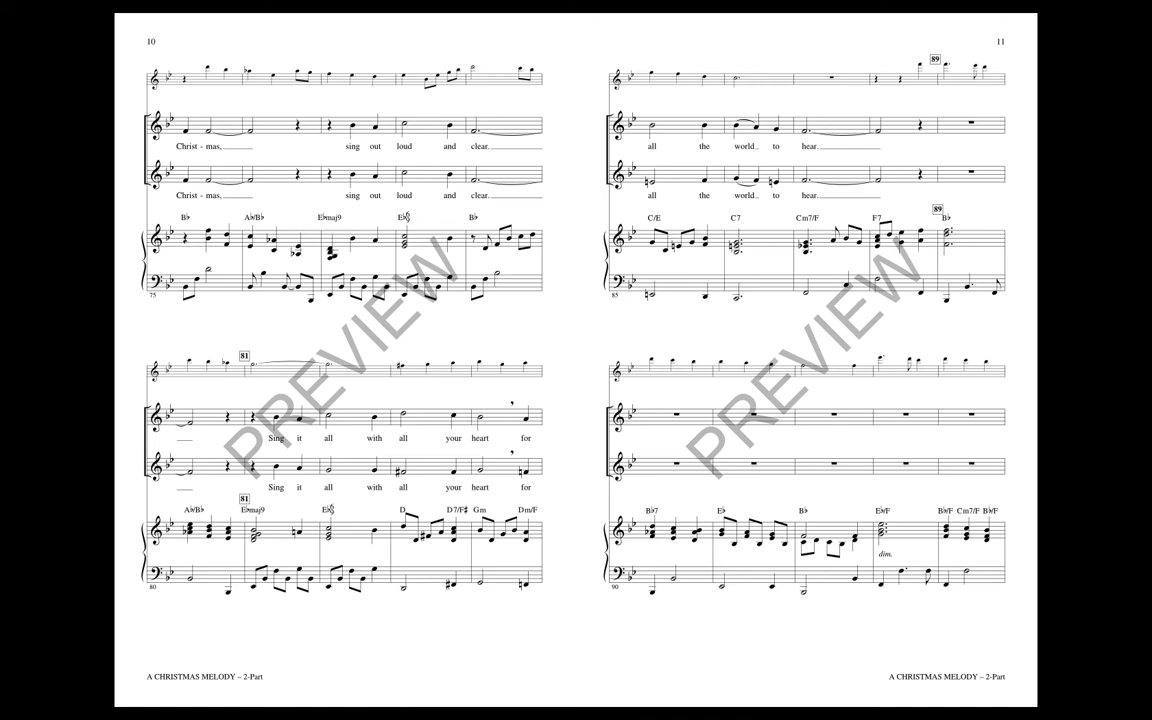 10
Christ - mas, sing out loud and clear.
Christ - mas, sing out loud and clear.
B♭ A♭/B♭ E♭maj9 E♭6/9 B♭
75
81
Sing it all with all your heart for
Sing it all with all your heart for
81
A♭/B♭ E♭maj9 E♭6/9 D D7/F♯ Gm Dm/F
80
PREVIEW
A CHRISTMAS MELODY – 2-Part
11
89
all the world to hear.
all the world to hear.
89
C/E C7 Cm7/F F7 B♭
85
B♭7 E♭ B♭ E♭/F B♭/F Cm7/F B♭/F
dim.
90
PREVIEW
A CHRISTMAS MELODY – 2-Part